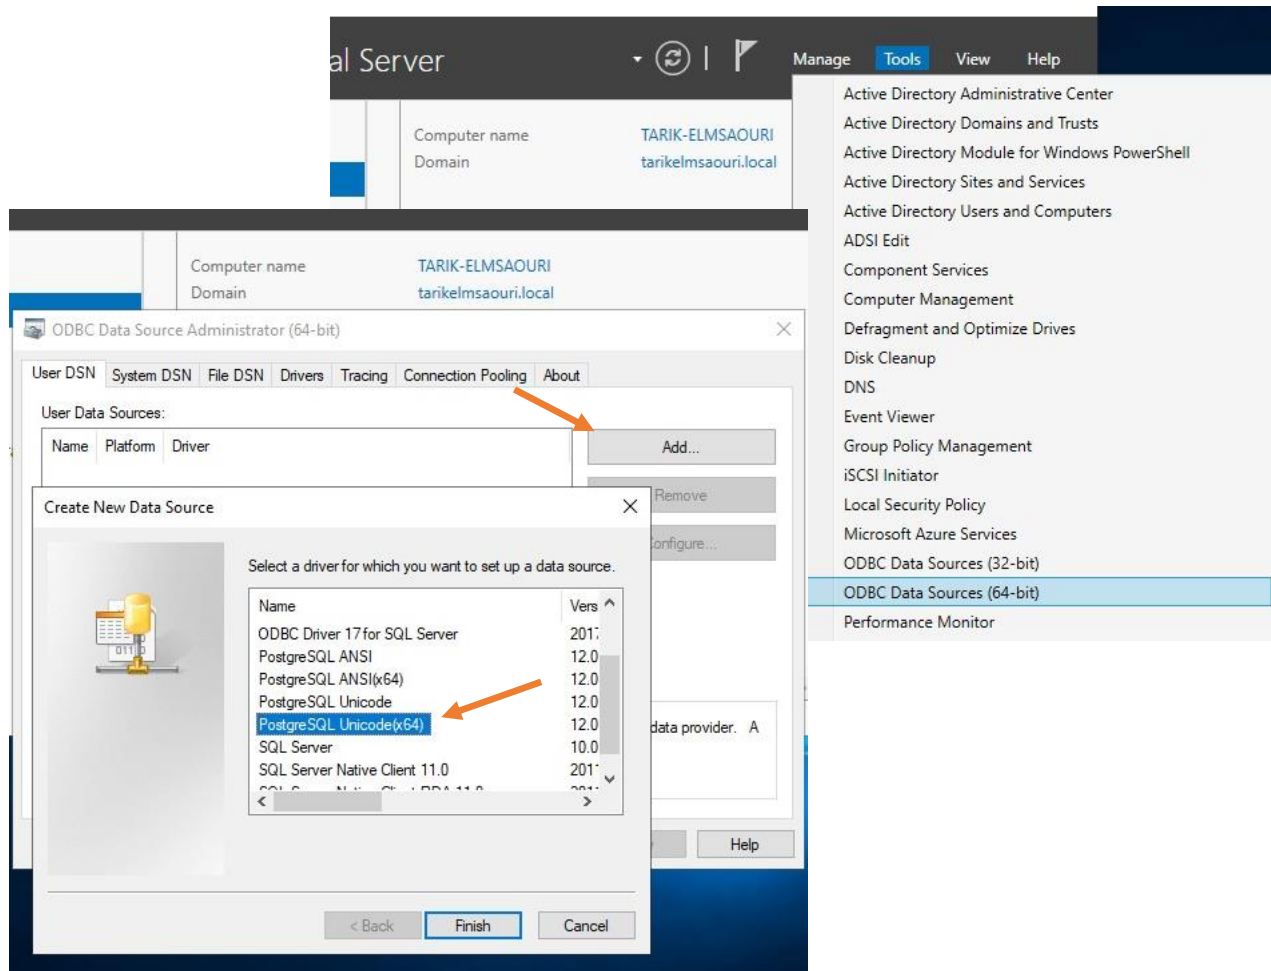 al Server
Manage Tools View Help
Computer name TARIK-ELMSAOURI
Domain tarikelmsaouri.local
Active Directory Administrative Center
Active Directory Domains and Trusts
Active Directory Module for Windows PowerShell
Active Directory Sites and Services
Active Directory Users and Computers
ADSI Edit
Component Services
Computer Management
Defragment and Optimize Drives
Disk Cleanup
DNS
Event Viewer
Group Policy Management
iSCSI Initiator
Local Security Policy
Microsoft Azure Services
ODBC Data Sources (32-bit)
ODBC Data Sources (64-bit)
Performance Monitor
Computer name TARIK-ELMSAOURI
Domain tarikelmsaouri.local
ODBC Data Source Administrator (64-bit)
User DSN System DSN File DSN Drivers Tracing Connection Pooling About
User Data Sources:
Name Platform Driver
Add...
Remove
Configure...
data provider. A
Help
Create New Data Source
Select a driver for which you want to set up a data source.
Name Vers
ODBC Driver 17 for SQL Server 2017
PostgreSQL ANSI 12.0
PostgreSQL ANSI(x64) 12.0
PostgreSQL Unicode 12.0
PostgreSQL Unicode(x64) 12.0
SQL Server 10.0
SQL Server Native Client 11.0 201
< Back Finish Cancel